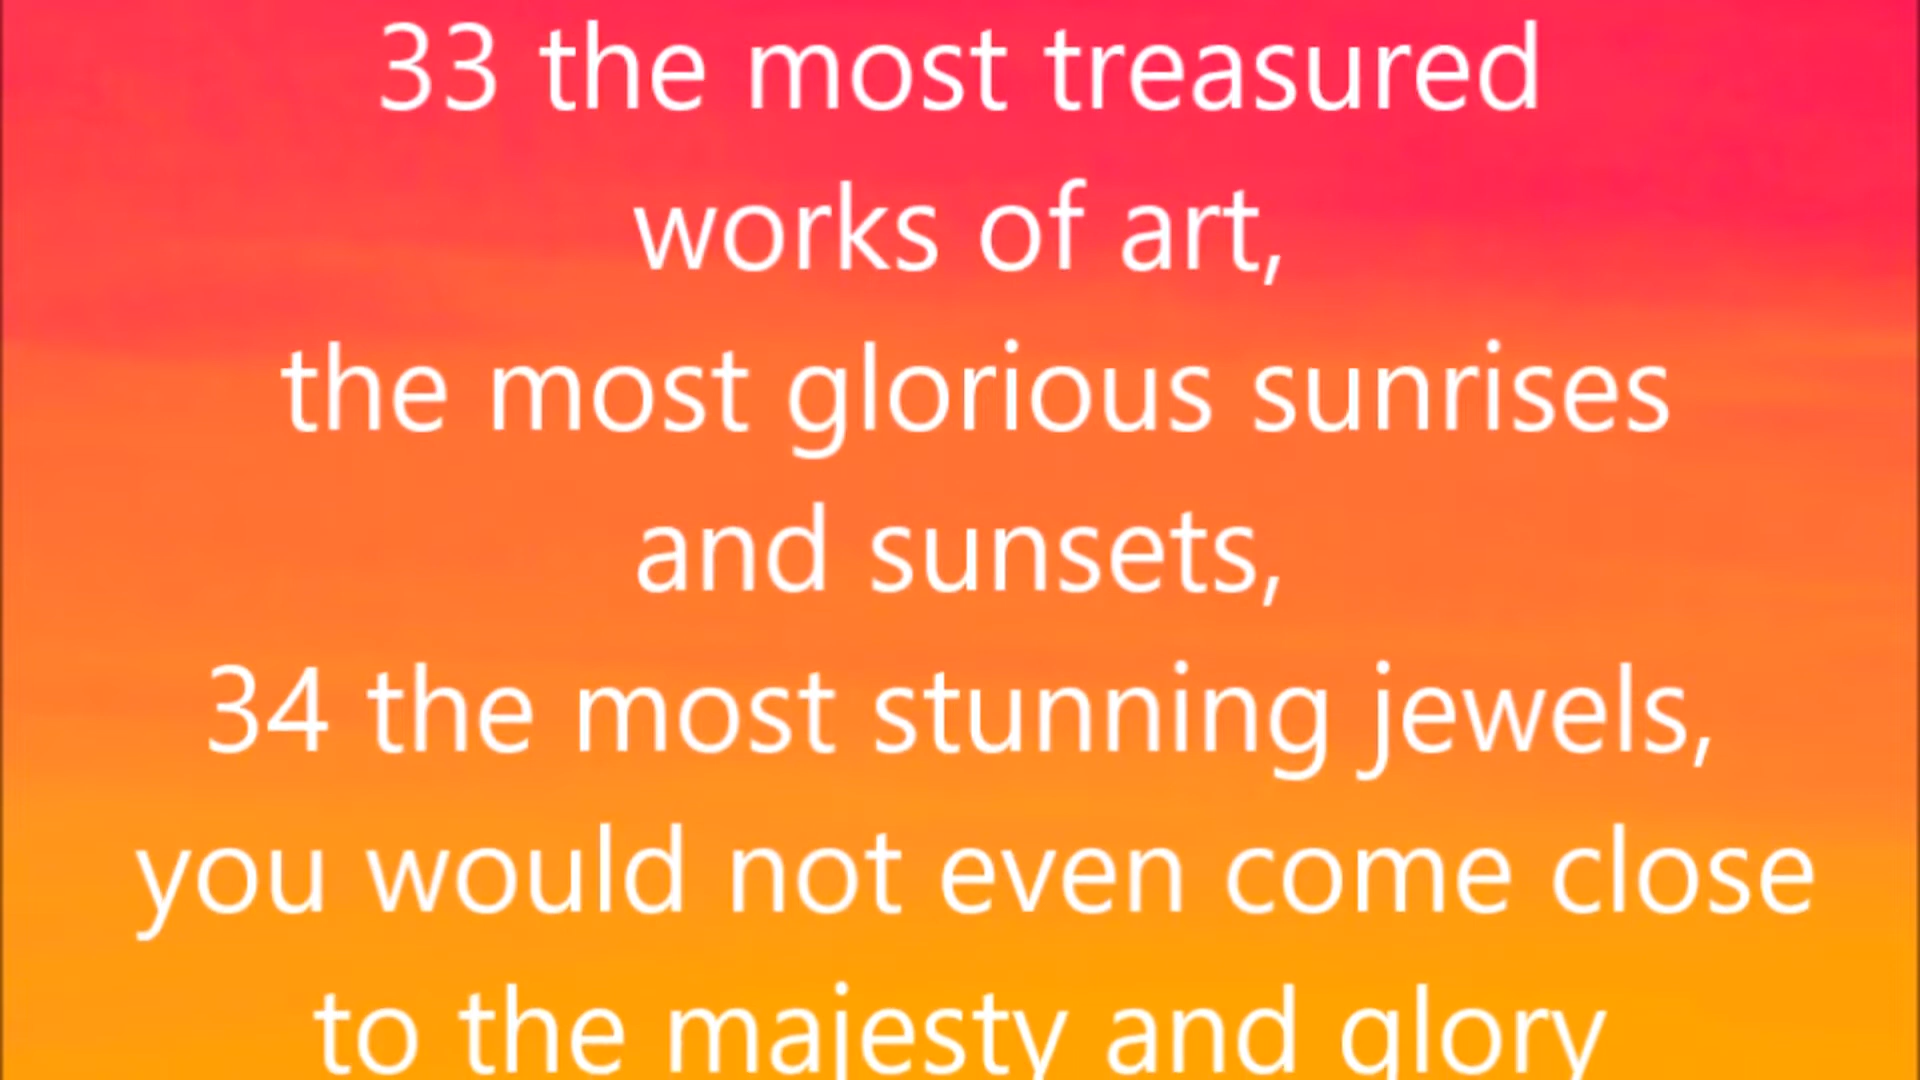 33 the most treasured
works of art,
the most glorious sunrises
and sunsets,
34 the most stunning jewels,
you would not even come close
to the majesty and glory